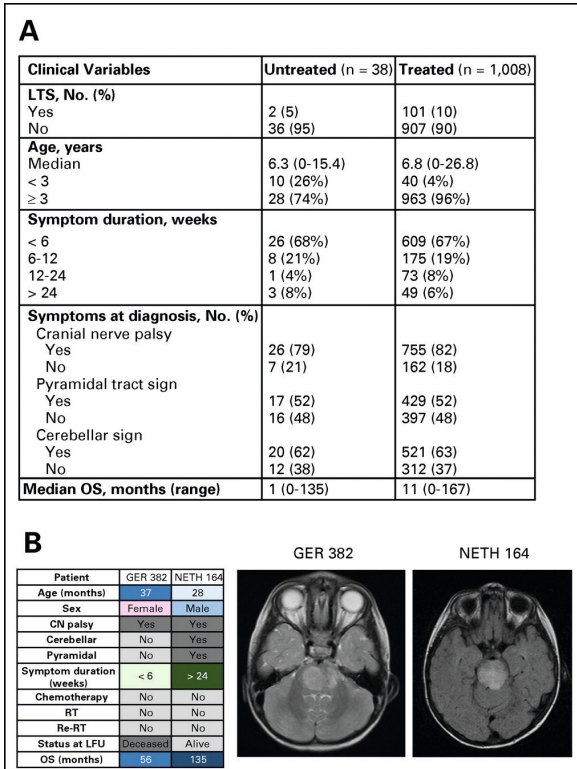 A
Clinical Variables Untreated (n = 38) Treated (n = 1,008)
LTS, No. (%)
Yes 2 (5) 101 (10)
No 36 (95) 907 (90)
Age, years
Median 6.3 (0-15.4) 6.8 (0-26.8)
< 3 10 (26%) 40 (4%)
≥ 3 28 (74%) 963 (96%)
Symptom duration, weeks
< 6 26 (68%) 609 (67%)
6-12 8 (21%) 175 (19%)
12-24 1 (4%) 73 (8%)
> 24 3 (8%) 49 (6%)
Symptoms at diagnosis, No. (%)
Cranial nerve palsy
Yes 26 (79) 755 (82)
No 7 (21) 162 (18)
Pyramidal tract sign
Yes 17 (52) 429 (52)
No 16 (48) 397 (48)
Cerebellar sign
Yes 20 (62) 521 (63)
No 12 (38) 312 (37)
Median OS, months (range) 1 (0-135) 11 (0-167)
B
GER 382 NETH 164
Patient GER 382 NETH 164
Age (months) 37 28
Sex Female Male
CN palsy Yes Yes
Cerebellar No Yes
Pyramidal No Yes
Symptom duration (weeks) < 6 > 24
Chemotherapy No No
RT No No
Re-RT No No
Status at LFU Deceased Alive
OS (months) 56 135